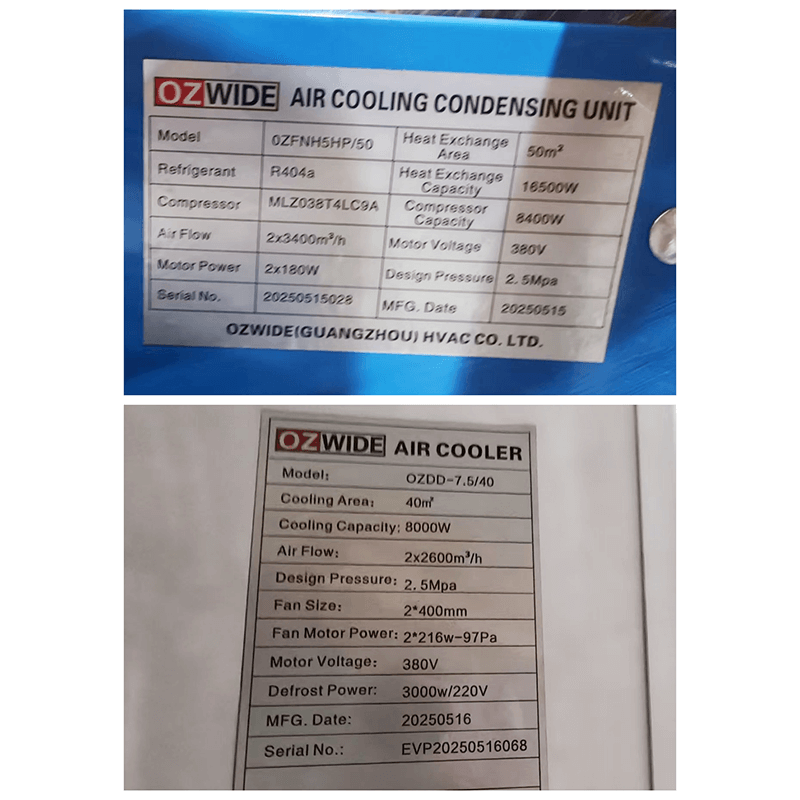 OZWIDE AIR COOLING CONDENSING UNIT
Model 0ZFNH5HP/50 Heat Exchange Area 50m²
Refrigerant R404a Heat Exchange Capacity 16500W
Compressor MLZ038T4LC9A Compressor Capacity 8400W
Air Flow 2x3400m³/h Motor Voltage 380V
Motor Power 2x180W Design Pressure 2.5Mpa
Serial No. 20250515028 MFG. Date 20250515
OZWIDE(GUANGZHOU) HVAC CO. LTD.
OZWIDE AIR COOLER
Model: OZDD-7.5/40
Cooling Area: 40㎡
Cooling Capacity: 8000W
Air Flow: 2x2600m³/h
Design Pressure: 2.5Mpa
Fan Size: 2*400mm
Fan Motor Power: 2*216w-97Pa
Motor Voltage: 380V
Defrost Power: 3000w/220V
MFG. Date: 20250516
Serial No.: EVP20250516068